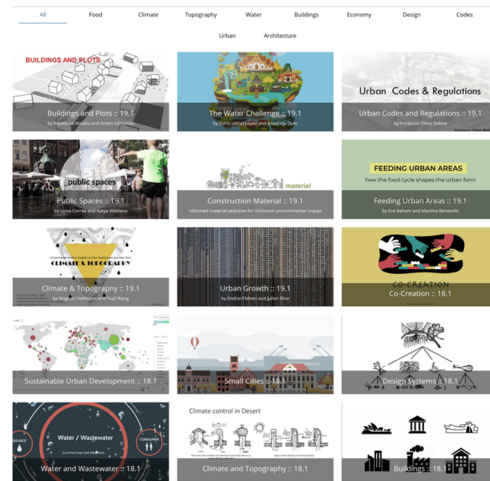 All Food Climate Topography Water Buildings Economy Design Codes
Urban Architecture
BUILDINGS AND PLOTS
Buildings and Plots :: 19.1
The Water Challenge :: 19.1
Urban Codes & Regulations
Urban Codes and Regulations :: 19.1
public spaces
Public Spaces :: 19.1
material
Construction Material :: 19.1
Informed material selection for minimum environmental impact
FEEDING URBAN AREAS
how the food cycle shapes the urban form
Feeding Urban Areas :: 19.1
by Eva Beham and Martina Benetollo
CLIMATE & TOPOGRAPHY
Climate & Topography :: 19.1
Urban Growth :: 19.1
CO-CREATION
Co-Creation :: 18.1
Sustainable Urban Development :: 18.1
Small Cities :: 18.1
Design Systems :: 18.1
SOURCE
Water / Wastewater
CONSUMER
Water and Wastewater :: 18.1
Climate control in Desert
Climate and Topography :: 18.1
Buildings :: 18.1